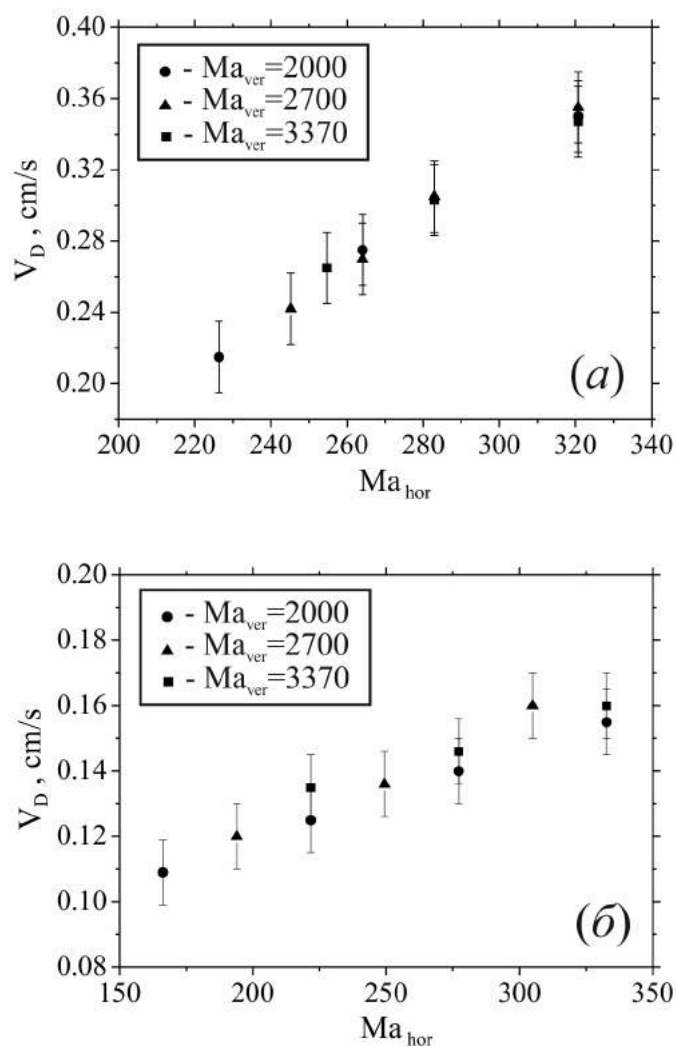 0.40
0.36
0.32
0.28
0.24
0.20
V_D , cm/s
● - Ma_ver=2000
▲ - Ma_ver=2700
■ - Ma_ver=3370
(а)
200 220 240 260 280 300 320 340
Ma_hor
0.20
0.18
0.16
0.14
0.12
0.10
0.08
V_D , cm/s
● - Ma_ver=2000
▲ - Ma_ver=2700
■ - Ma_ver=3370
(б)
150 200 250 300 350
Ma_hor